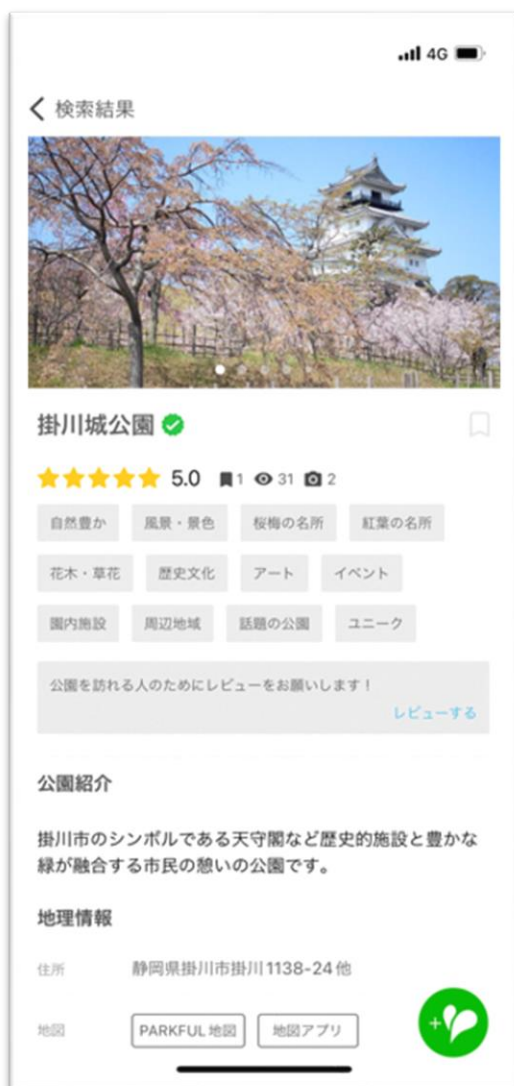 4G
検索結果
掛川城公園
5.0 1 31 2
自然豊か 風景・景色 桜梅の名所 紅葉の名所
花木・草花 歴史文化 アート イベント
園内施設 周辺地域 話題の公園 ユニーク
公園を訪れる人のためにレビューをお願いします！
レビューする
公園紹介
掛川市のシンボルである天守閣など歴史的施設と豊かな
緑が融合する市民の憩いの公園です。
地理情報
住所 静岡県掛川市掛川1138-24他
地図 PARKFUL 地図 地図アプリ